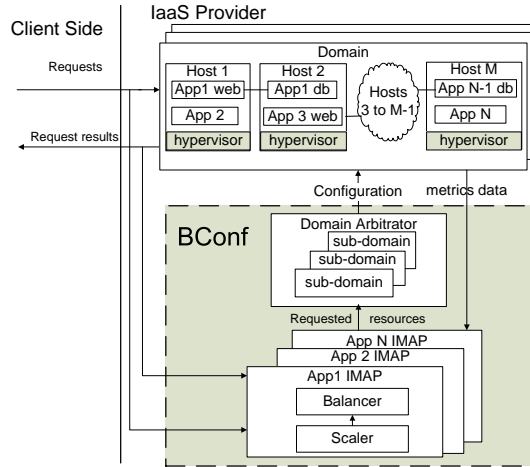 Client Side
IaaS Provider
Domain
Host 1
Host 2
Host M
App1 web
App1 db
Hosts
3 to M-1
App N-1 db
App 2
App 3 web
App N
hypervisor
hypervisor
hypervisor
Requests
Request results
Configuration
metrics data
BConf
Domain Arbitrator
sub-domain
sub-domain
sub-domain
Requested resources
App N IMAP
App 2 IMAP
App1 IMAP
Balancer
Scaler